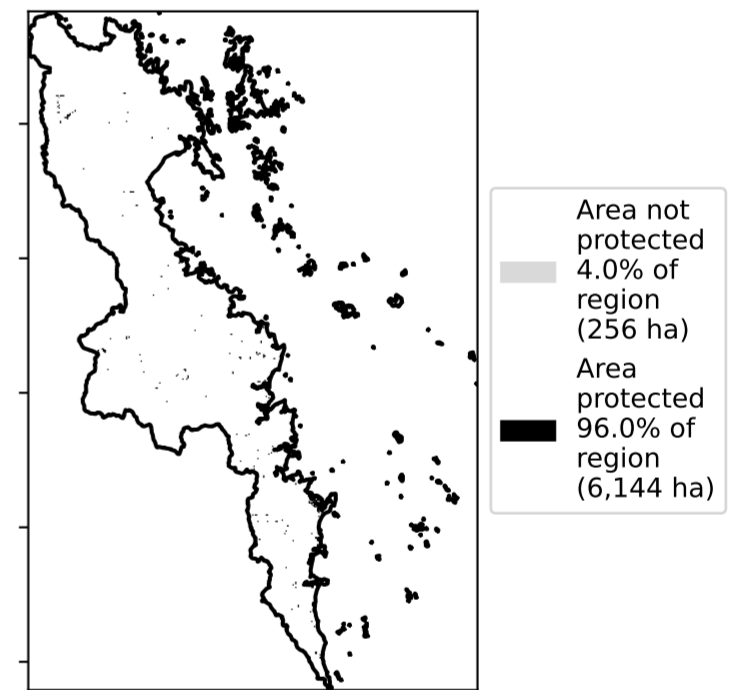 Area not
protected
4.0% of
region
(256 ha)
Area
protected
96.0% of
region
(6,144 ha)